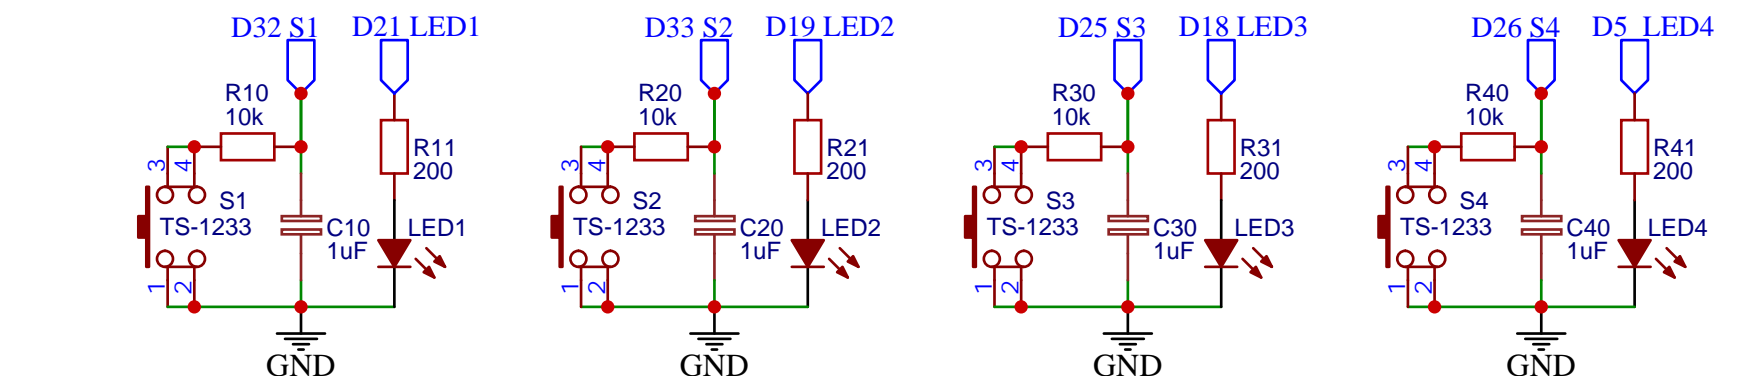 D32 S1
D21 LED1
R10
10k
R11
200
3
4
S1
TS-1233
C10
1uF
LED1
1
2
GND
D33 S2
D19 LED2
R20
10k
R21
200
3
4
S2
TS-1233
C20
1uF
LED2
1
2
GND
D25 S3
D18 LED3
R30
10k
R31
200
3
4
S3
TS-1233
C30
1uF
LED3
1
2
GND
D26 S4
D5 LED4
R40
10k
R41
200
3
4
S4
TS-1233
C40
1uF
LED4
1
2
GND